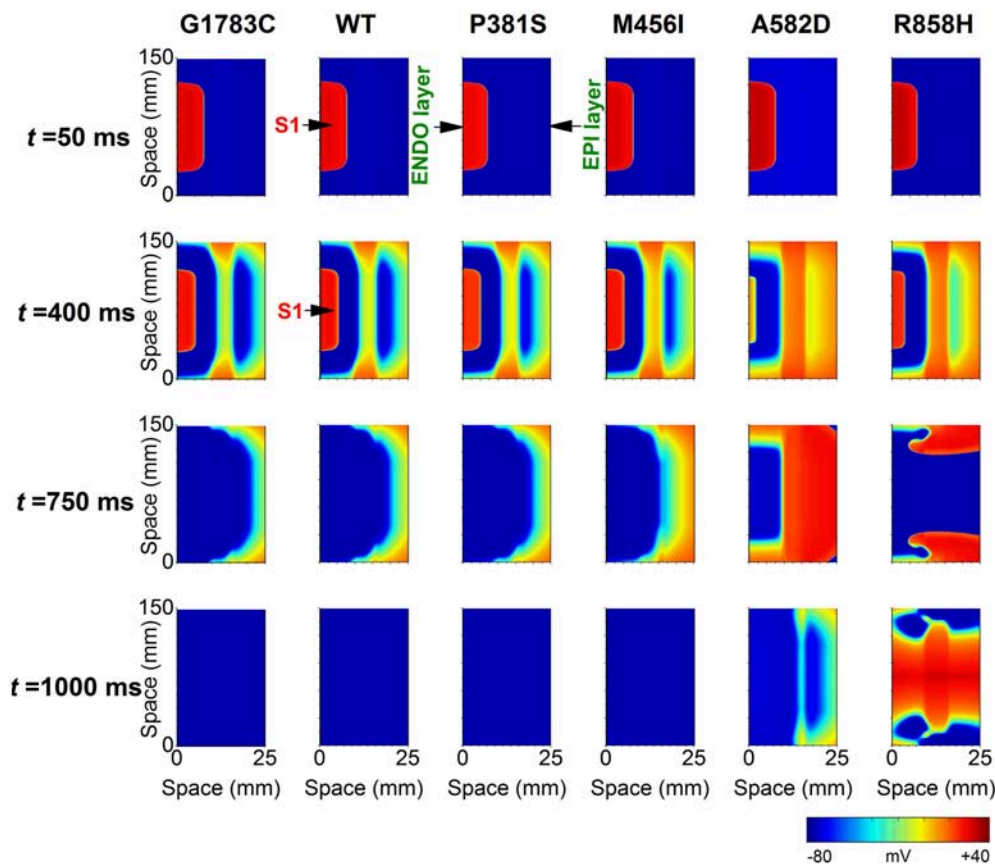 G1783C WT P381S M456I A582D R858H
150
Space (mm)
0
t =50 ms
S1
ENDO layer
EPI layer
150
Space (mm)
0
t =400 ms
S1
150
Space (mm)
0
t =750 ms
150
Space (mm)
0
t =1000 ms
0 25 0 25 0 25 0 25 0 25 0 25
Space (mm) Space (mm) Space (mm) Space (mm) Space (mm) Space (mm)
-80 mV +40